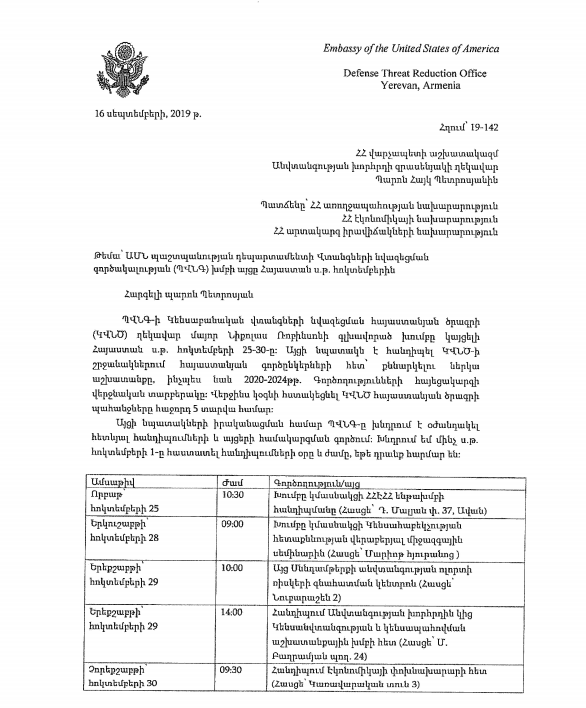 Embassy of the United States of America
Defense Threat Reduction Office
Yerevan, Armenia
16 սեպտեմբերի, 2019 թ.
Հղում՝ 19-142
ՀՀ վարչապետի աշխատակազմ
Անվտանգության խորհրդի գրասենյակի ղեկավար
Պարոն Հայկ Պետրոսյանին
Պատճենը՝ ՀՀ առողջապահության նախարարություն
ՀՀ էկոնոմիկայի նախարարություն
ՀՀ արտակարգ իրավիճակների նախարարություն
Թեմա՝ ԱՄՆ պաշտպանության դեպարտամենտի Վտանգների նվազեցման
գործակալության (ՊՎՆԳ) խմբի այցը Հայաստան ս.թ. հոկտեմբերին
Հարգելի պարոն Պետրոսյան
ՊՎՆԳ-ի Կենսաբանական վտանգների նվազեցման հայաստանյան ծրագրի
(ԿՎՆԾ) ղեկավար մայոր Նիքոլաս Ռոբինսոնի գլխավորած խումբը կայցելի
Հայաստան ս.թ. հոկտեմբերի 25-30-ը: Այցի նպատակն է հանդիպել ԿՎՆԾ-ի
շրջանակներում հայաստանյան գործընկերների հետ՝ քննարկելու ներկա
աշխատանքը, ինչպես նաև 2020-2024թթ. Գործողությունների հայեցակարգի
վերջնական տարբերակը: Վերջինս կօգնի հստակեցնել ԿՎՆԾ հայաստանյան ծրագրի
պահանջները հաջորդ 5 տարվա համար:
Այցի նպատակների իրականացման համար ՊՎՆԳ-ը խնդրում է օժանդակել
հետևյալ հանդիպումների և այցերի համակարգման գործում: Խնդրում եմ մինչ ս.թ.
հոկտեմբերի 1-ը հաստատել հանդիպումների օրը և ժամը, եթե դրանք հարմար են:
Ամսաթիվ Ժամ Գործողություն/այց
Ուրբաթ 10:30 Խումբը կմասնակցի ՀՀԷՀՀ ենթախմբի
հոկտեմբերի 25 հանդիպմանը (Հասցե՝ Դ. Մալյան փ. 37, Ավան)
Երկուշաբթի՝ 09:00 Խումբը կմասնակցի Կենսահաբեկչության
հոկտեմբերի 28 հետաքննության վերաբերյալ միջազգային
սեմինարին (Հասցե՝ Մարիոթ հյուրանոց )
Երեքշաբթի՝ 10:00 Այց Սննդամթերքի անվտանգության ոլորտի
հոկտեմբերի 29 ռիսկերի գնահատման կենտրոն (Հասցե՝
Նուբարաշեն 2)
Երեքշաբթի՝ 14:00 Հանդիպում Անվտանգության խորհրդին կից
հոկտեմբերի 29 Կենսանվտանգության և կենսապահովման
աշխատանքային խմբի հետ (Հասցե՝ Մ.
Բաղրամյան պող. 24)
Չորեքշաբթի՝ 09:30 Հանդիպում Էկոնոմիկայի փոխնախարարի հետ
հոկտեմբերի 30 (Հասցե՝ Կառավարական տուն 3)